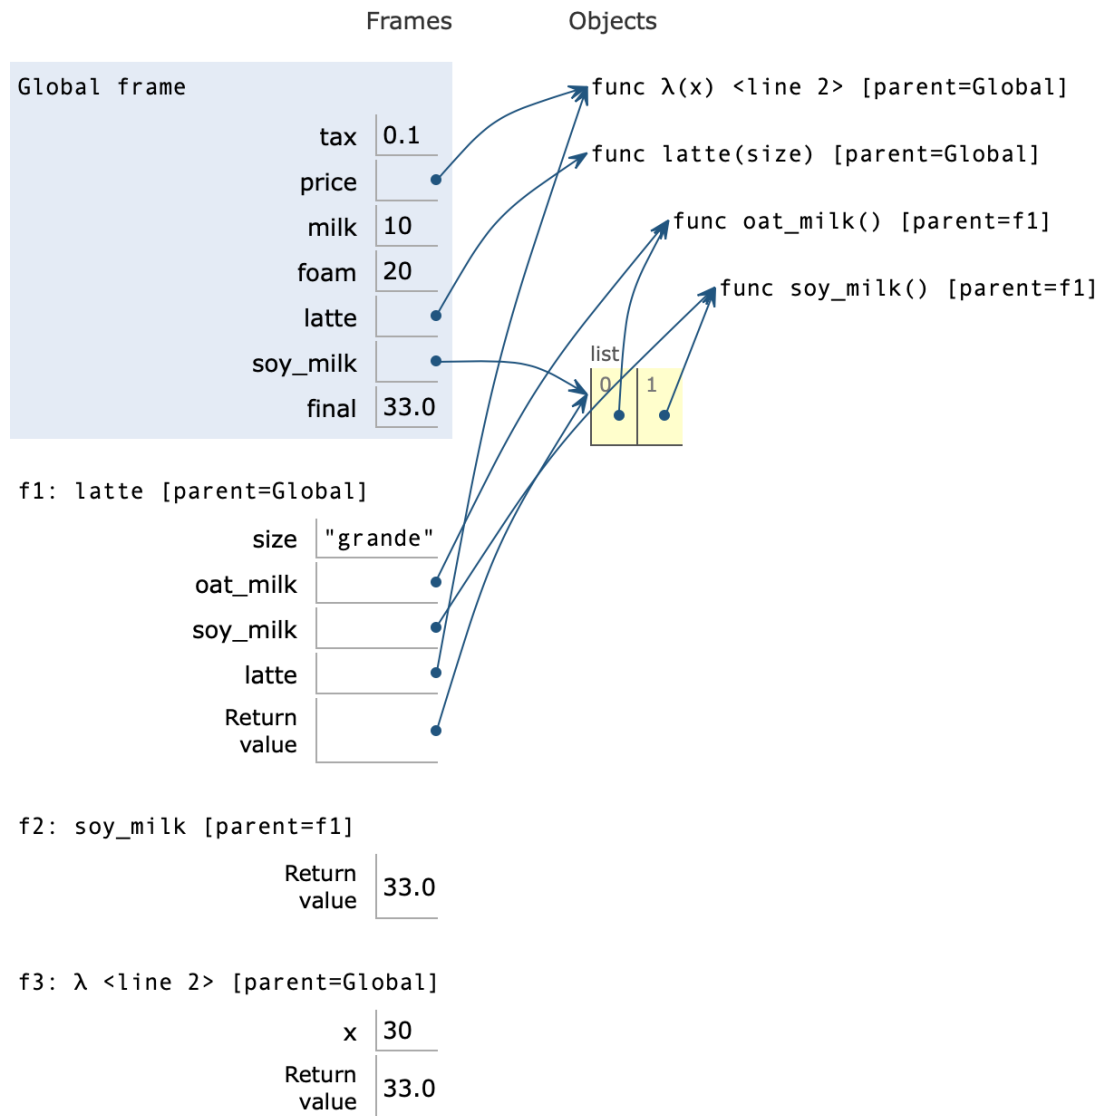 Frames Objects
Global frame
func λ(x) <line 2> [parent=Global]
tax 0.1
func latte(size) [parent=Global]
price
milk 10
func oat_milk() [parent=f1]
foam 20
func soy_milk() [parent=f1]
latte
list
soy_milk
0 1
final 33.0
f1: latte [parent=Global]
size "grande"
oat_milk
soy_milk
latte
Return
value
f2: soy_milk [parent=f1]
Return
value 33.0
f3: λ <line 2> [parent=Global]
x 30
Return
value 33.0